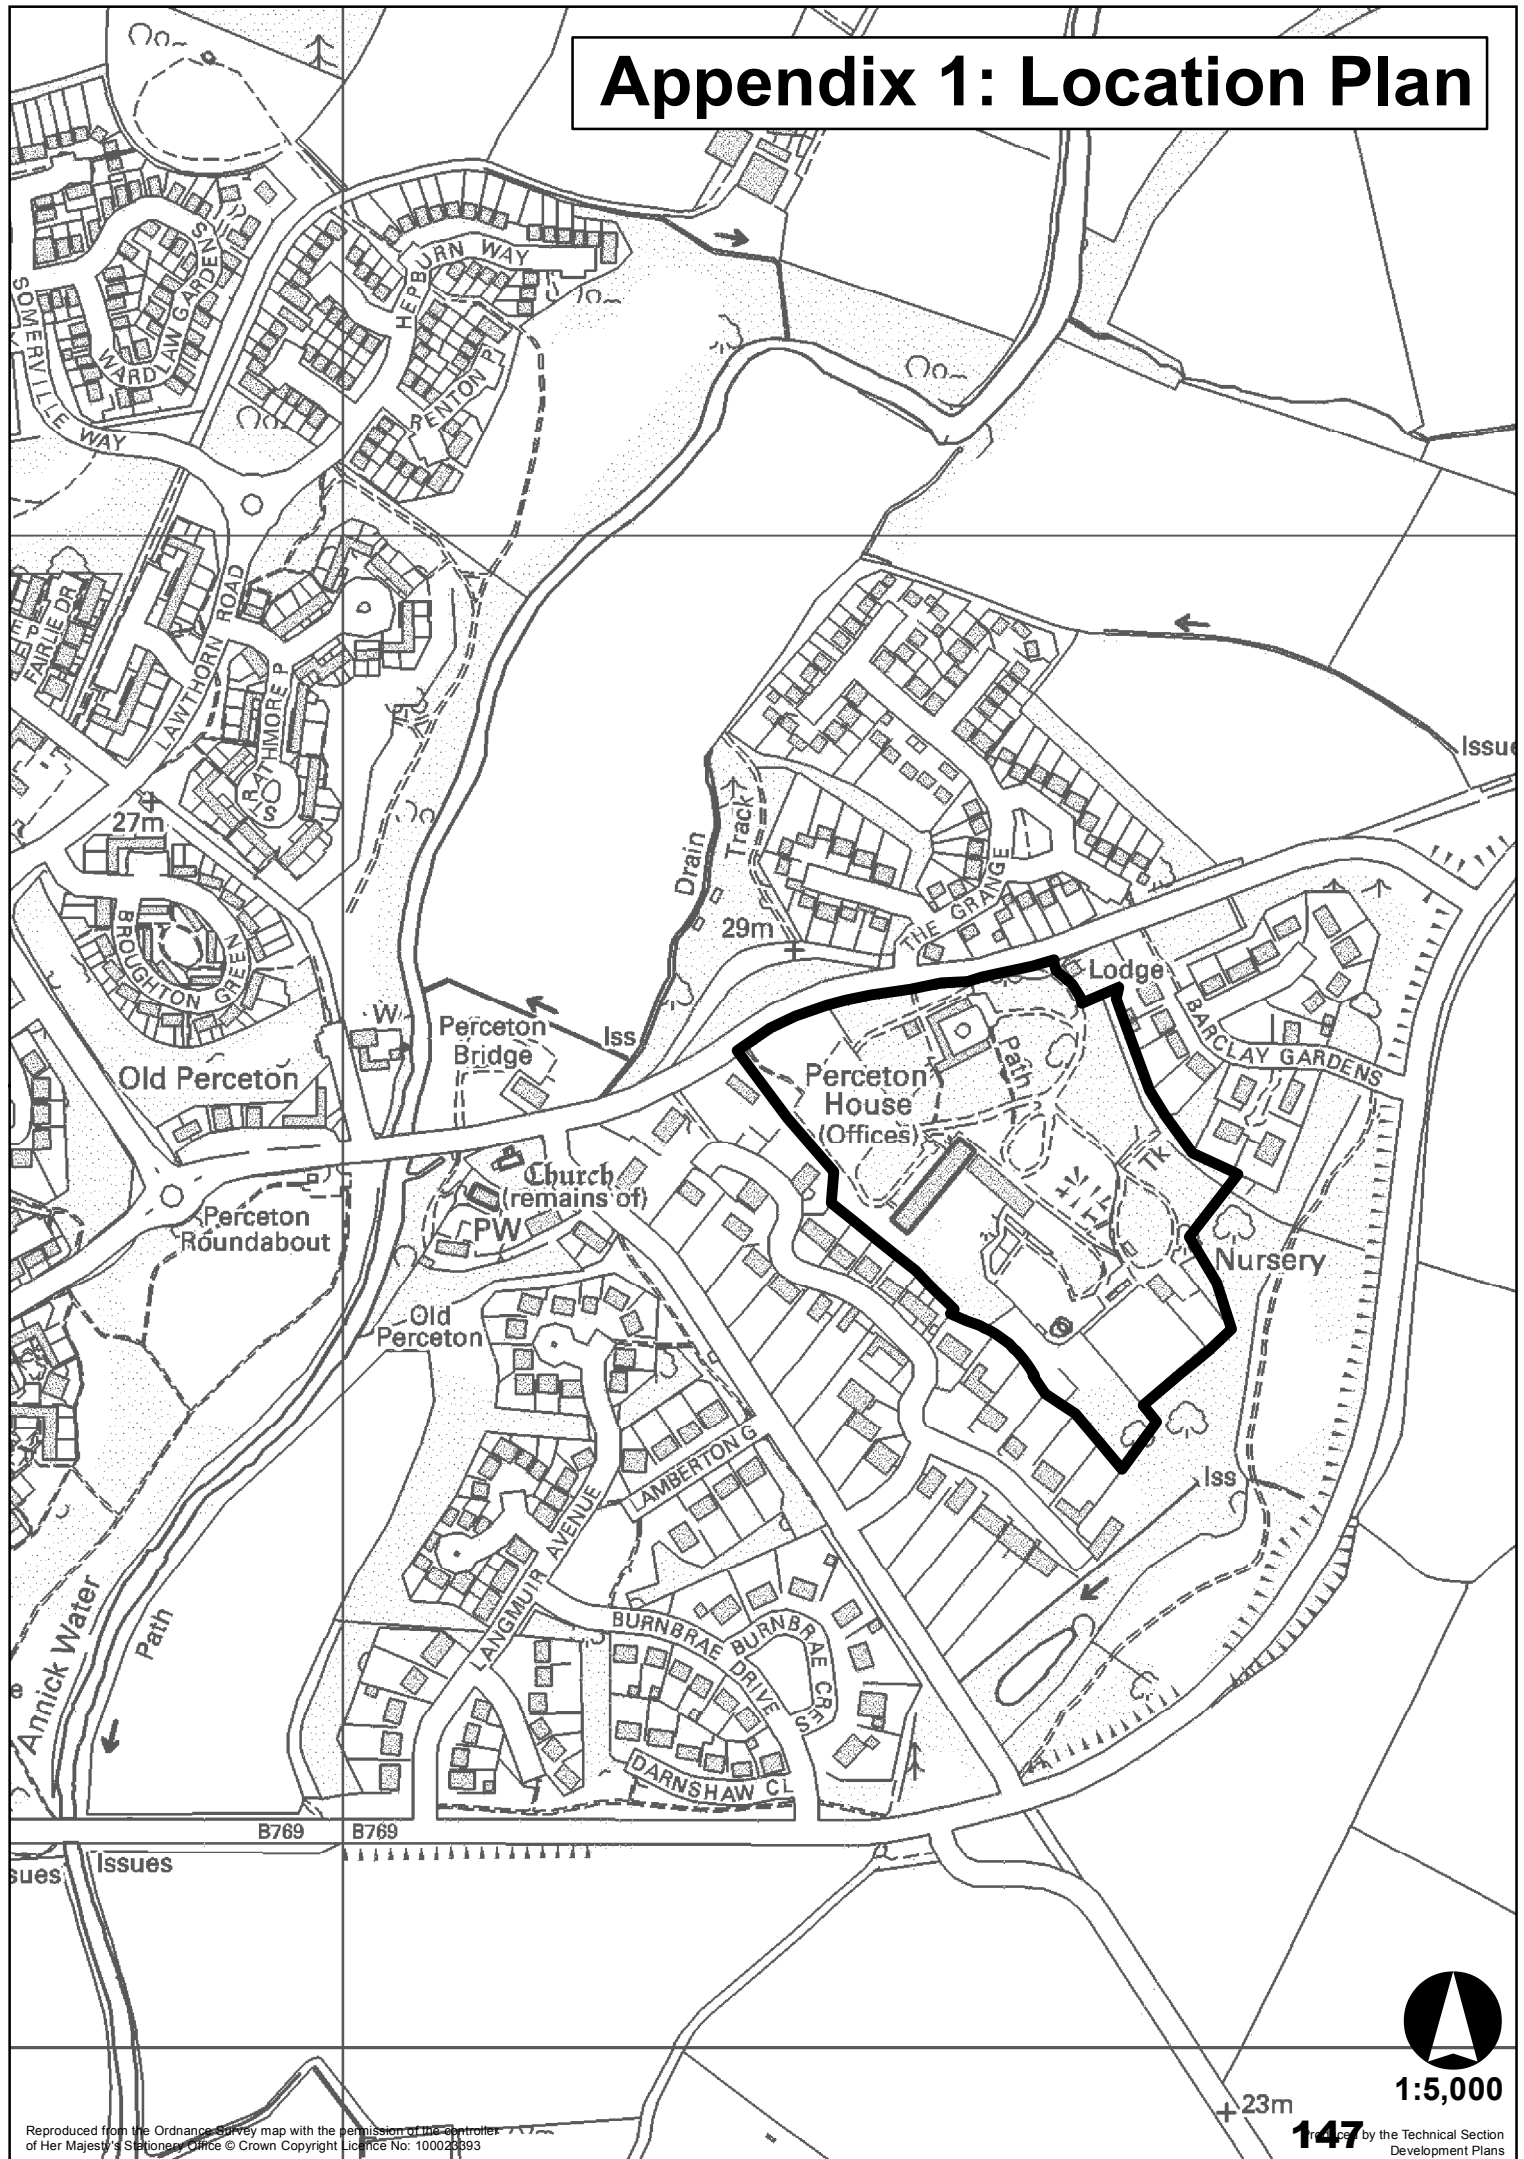 Appendix 1: Location Plan
HEPBURN WAY
WARDLAW GARDENS
SOMERVILLE WAY
RENTON P
FAIRLIE DR
LAWTHORN ROAD
RATHMORE P
S
27m
BROUGHTON GREEN
Issue
Drain
Track
29m
THE GRANGE
Lodge
BARCLAY GARDENS
W
Perceton
Bridge
Iss
Old Perceton
Perceton
House
(Offices)
Path
Tk
Church
(remains of)
PW
Perceton
Roundabout
Nursery
Old
Perceton
LAMBERTON G
LANGMUIR AVENUE
Iss
BURNBRAE DRIVE
BURNBRAE CRES
DARNSHAW CL
Annick Water
Path
B769
B769
sues
Issues
1:5,000
23m
147
Reproduced from the Ordnance Survey map with the permission of the controller
of Her Majesty's Stationery Office © Crown Copyright Licence No: 100023393
Produced by the Technical Section
Development Plans